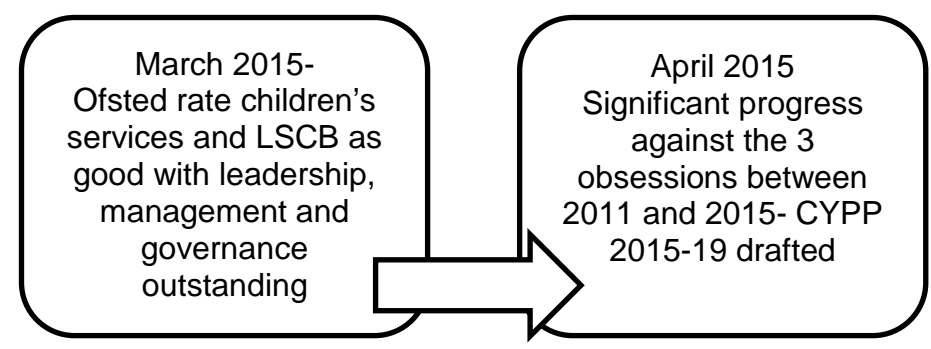 March 2015-
Ofsted rate children's
services and LSCB as
good with leadership,
management and
governance
outstanding
April 2015
Significant progress
against the 3
obsessions between
2011 and 2015- CYPP
2015-19 drafted